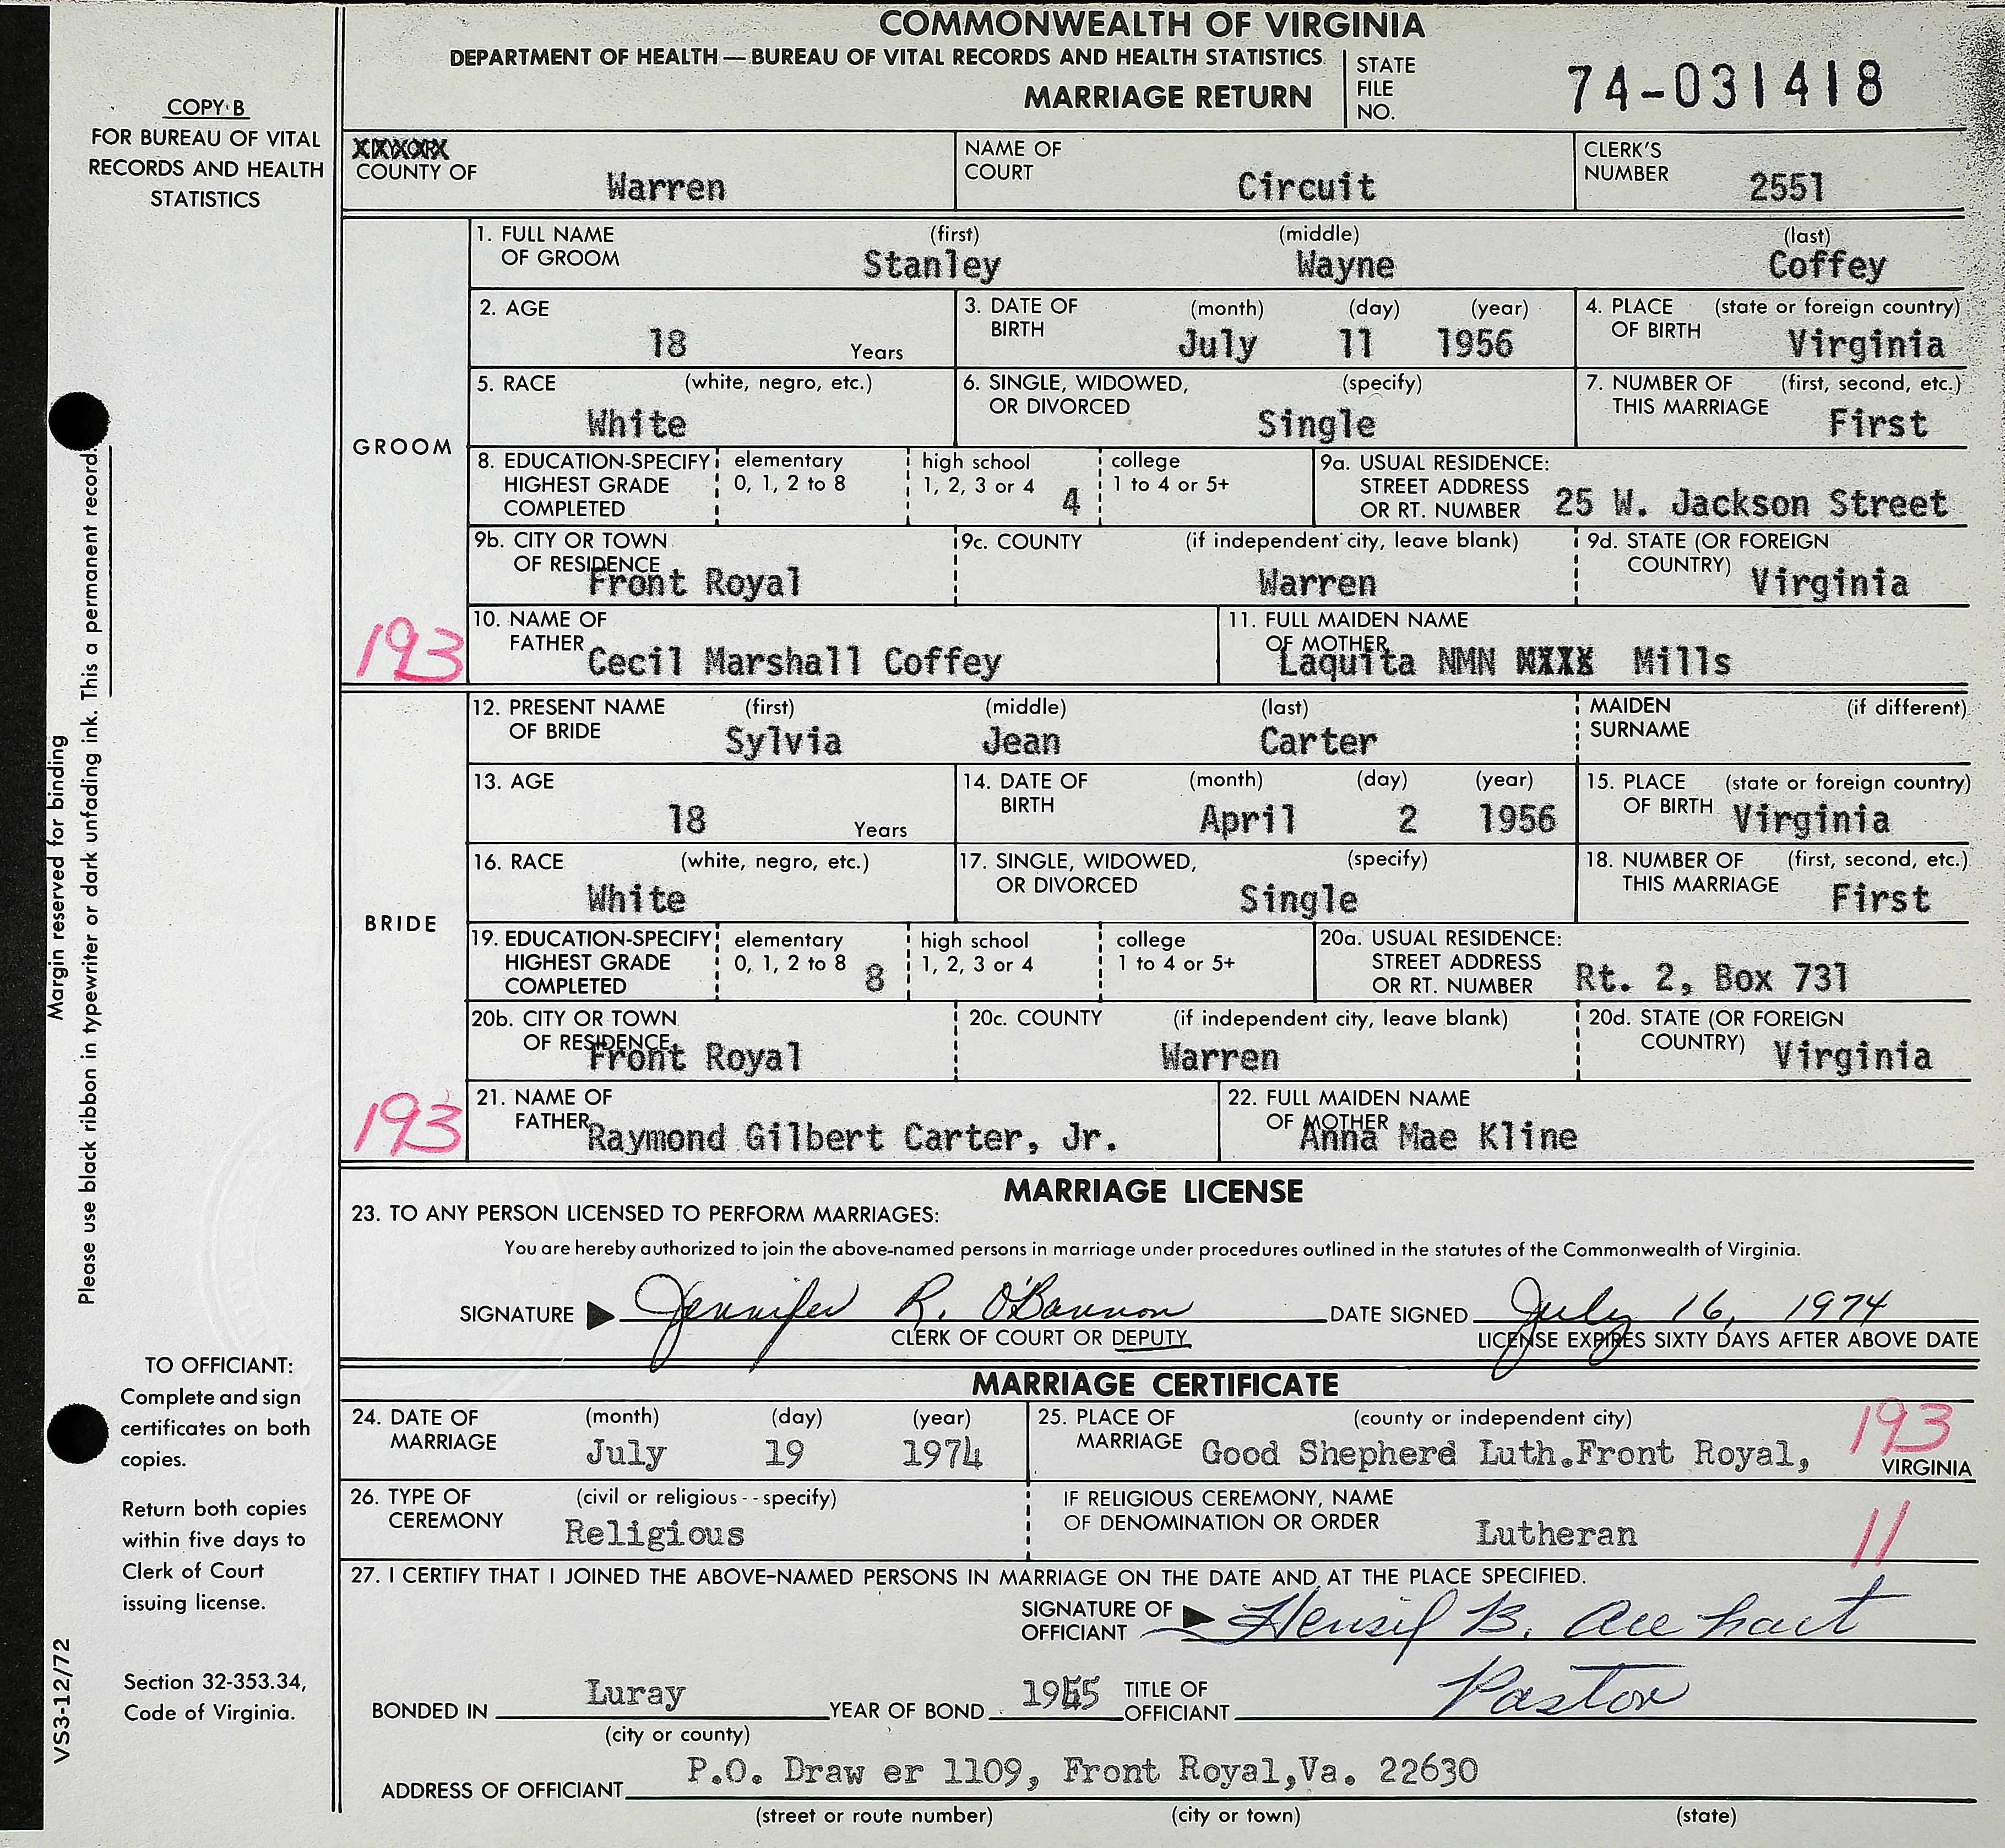 COMMONWEALTH OF VIRGINIA
DEPARTMENT OF HEALTH — BUREAU OF VITAL RECORDS AND HEALTH STATISTICS
MARRIAGE RETURN
STATE FILE NO. 74-031418
COPY B
FOR BUREAU OF VITAL
RECORDS AND HEALTH
STATISTICS
COUNTY OF Warren
NAME OF COURT Circuit
CLERK'S NUMBER 2551
GROOM
1. FULL NAME OF GROOM (first) Stanley (middle) Wayne (last) Coffey
2. AGE 18 Years
3. DATE OF BIRTH (month) July (day) 11 (year) 1956
4. PLACE OF BIRTH (state or foreign country) Virginia
5. RACE (white, negro, etc.) White
6. SINGLE, WIDOWED, OR DIVORCED (specify) Single
7. NUMBER OF THIS MARRIAGE (first, second, etc.) First
8. EDUCATION-SPECIFY HIGHEST GRADE COMPLETED elementary 0, 1, 2 to 8 high school 1, 2, 3 or 4 4 college 1 to 4 or 5+
9a. USUAL RESIDENCE: STREET ADDRESS OR RT. NUMBER 25 W. Jackson Street
9b. CITY OR TOWN OF RESIDENCE Front Royal
9c. COUNTY (if independent city, leave blank) Warren
9d. STATE (OR FOREIGN COUNTRY) Virginia
193
10. NAME OF FATHER Cecil Marshall Coffey
11. FULL MAIDEN NAME OF MOTHER Laquita NMN Mills
BRIDE
12. PRESENT NAME OF BRIDE (first) Sylvia (middle) Jean (last) Carter
MAIDEN SURNAME (if different)
13. AGE 18 Years
14. DATE OF BIRTH (month) April (day) 2 (year) 1956
15. PLACE OF BIRTH (state or foreign country) Virginia
16. RACE (white, negro, etc.) White
17. SINGLE, WIDOWED, OR DIVORCED (specify) Single
18. NUMBER OF THIS MARRIAGE (first, second, etc.) First
19. EDUCATION-SPECIFY HIGHEST GRADE COMPLETED elementary 0, 1, 2 to 8 8 high school 1, 2, 3 or 4 college 1 to 4 or 5+
20a. USUAL RESIDENCE: STREET ADDRESS OR RT. NUMBER Rt. 2, Box 731
20b. CITY OR TOWN OF RESIDENCE Front Royal
20c. COUNTY (if independent city, leave blank) Warren
20d. STATE (OR FOREIGN COUNTRY) Virginia
193
21. NAME OF FATHER Raymond Gilbert Carter, Jr.
22. FULL MAIDEN NAME OF MOTHER Anna Mae Kline
MARRIAGE LICENSE
23. TO ANY PERSON LICENSED TO PERFORM MARRIAGES:
You are hereby authorized to join the above-named persons in marriage under procedures outlined in the statutes of the Commonwealth of Virginia.
SIGNATURE Jennifer R. O'Bannon DATE SIGNED July 16, 1974
CLERK OF COURT OR DEPUTY LICENSE EXPIRES SIXTY DAYS AFTER ABOVE DATE
MARRIAGE CERTIFICATE
24. DATE OF MARRIAGE (month) July (day) 19 (year) 1974
25. PLACE OF MARRIAGE (county or independent city) Good Shepherd Luth.Front Royal, VIRGINIA
193
26. TYPE OF CEREMONY (civil or religious--specify) Religious
IF RELIGIOUS CEREMONY, NAME OF DENOMINATION OR ORDER Lutheran
11
27. I CERTIFY THAT I JOINED THE ABOVE-NAMED PERSONS IN MARRIAGE ON THE DATE AND AT THE PLACE SPECIFIED.
SIGNATURE OF OFFICIANT B.
BONDED IN Luray (city or county) YEAR OF BOND TITLE OF OFFICIANT Pastor
ADDRESS OF OFFICIANT P.O. Draw er 1109, Front Royal,Va. 22630
(street or route number) (city or town) (state)
Margin reserved for binding
Please use black ribbon in typewriter or dark unfading ink. This a permanent record.
TO OFFICIANT:
Complete and sign
certificates on both
copies.
Return both copies
within five days to
Clerk of Court
issuing license.
Section 32-353.34,
Code of Virginia.
VS3-12/72